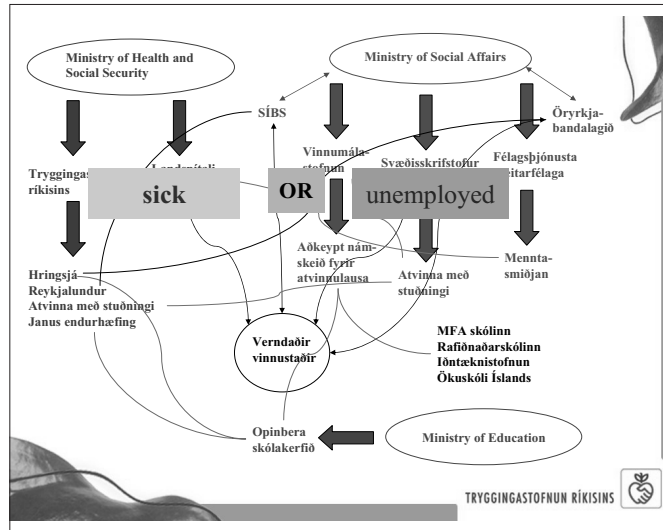 Ministry of Health and
Social Security
Ministry of Social Affairs
SÍBS
Öryrkja-
bandalagið
Vinnumála-
stofnun
Svæðisskrifstofur
Félagsþjónusta
sick
OR
unemployed
Hringsjá
Reykjalundur
Atvinna með stuðningi
Janus endurhæfing
Aðkeypt nám-
skeið fyrir
atvinnulausa
Atvinna með
stuðningi
Mennta-
smiðjan
Verndaðir
vinnustaðir
MFA skólinn
Rafiðnaðarskólinn
Iðntæknistofnun
Ökuskóli Íslands
Opinbera
skólakerfið
Ministry of Education
TRYGGINGASTOFNUN RÍKISINS